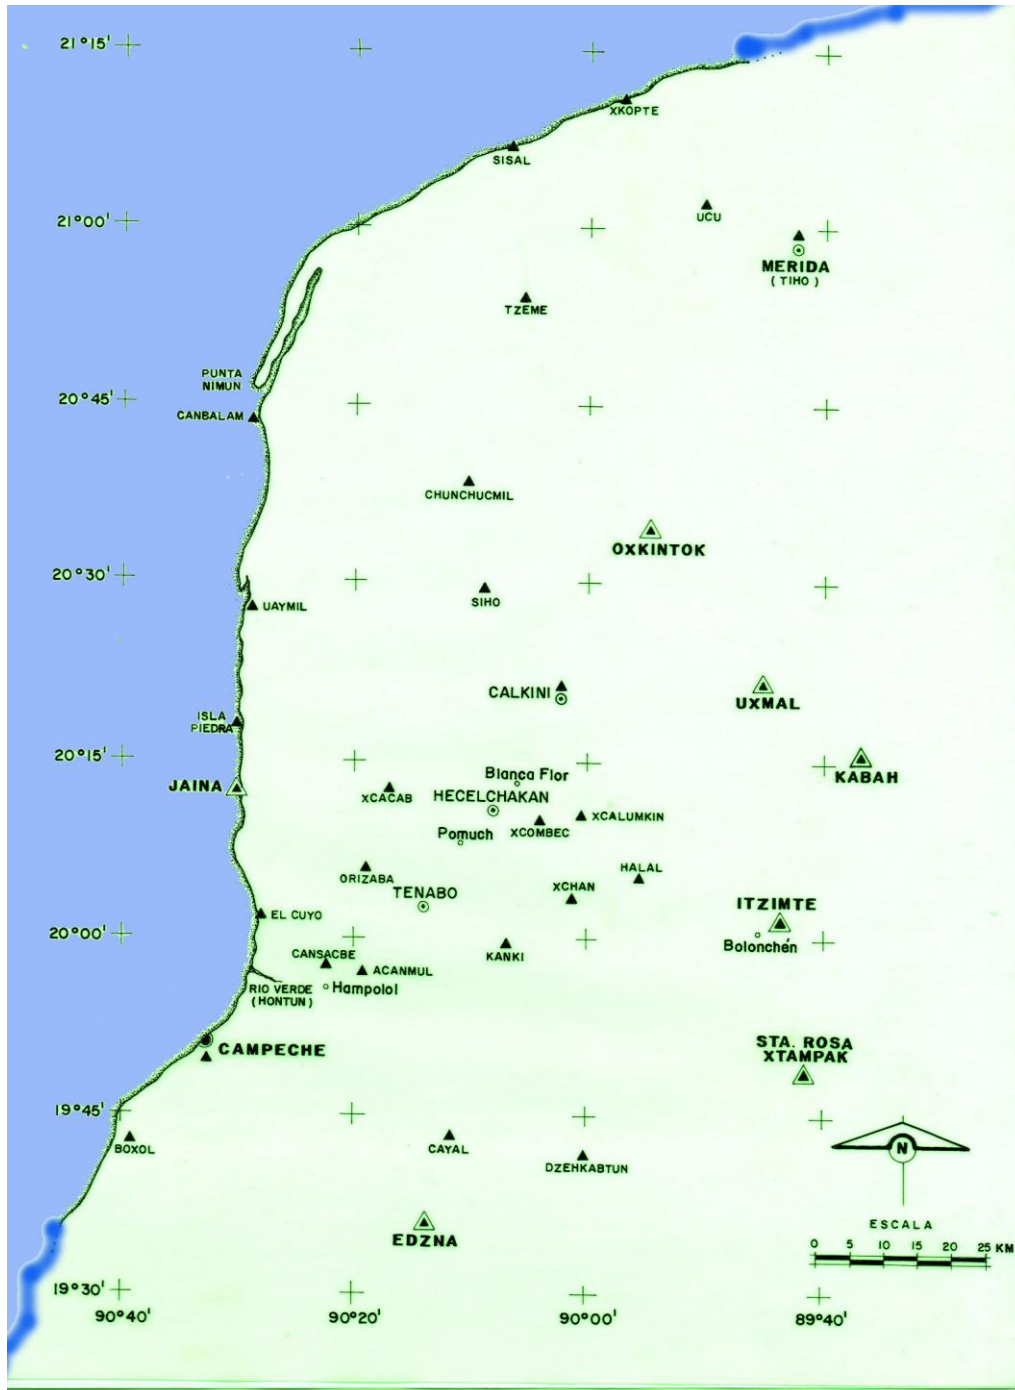 21°15'
XKOPTE
SISAL
21°00'
UCU
MERIDA
(TIHO)
TZEME
PUNTA
NIMUN
20°45'
CANBALAM
CHUNCHUCMIL
OXKINTOK
20°30'
SIHO
UAYMIL
CALKINI
UXMAL
ISLA
PIEDRA
20°15'
KABAH
JAINA
Blanca Flor
XCACAB
HECELCHAKAN
XCALUMKIN
XCOMBEC
Pomuch
HALAL
ORIZABA
XCHAN
TENABO
ITZIMTE
EL CUYO
20°00'
Bolonchén
KANKI
CANSACBE
ACANMUL
RIO VERDE
(HONTUN)
Hampolol
STA. ROSA
XTAMPAK
CAMPECHE
19°45'
BOXOL
CAYAL
N
DZEHKABTUN
ESCALA
EDZNA
0 5 10 15 20 25 KM
19°30'
90°40' 90°20' 90°00' 89°40'